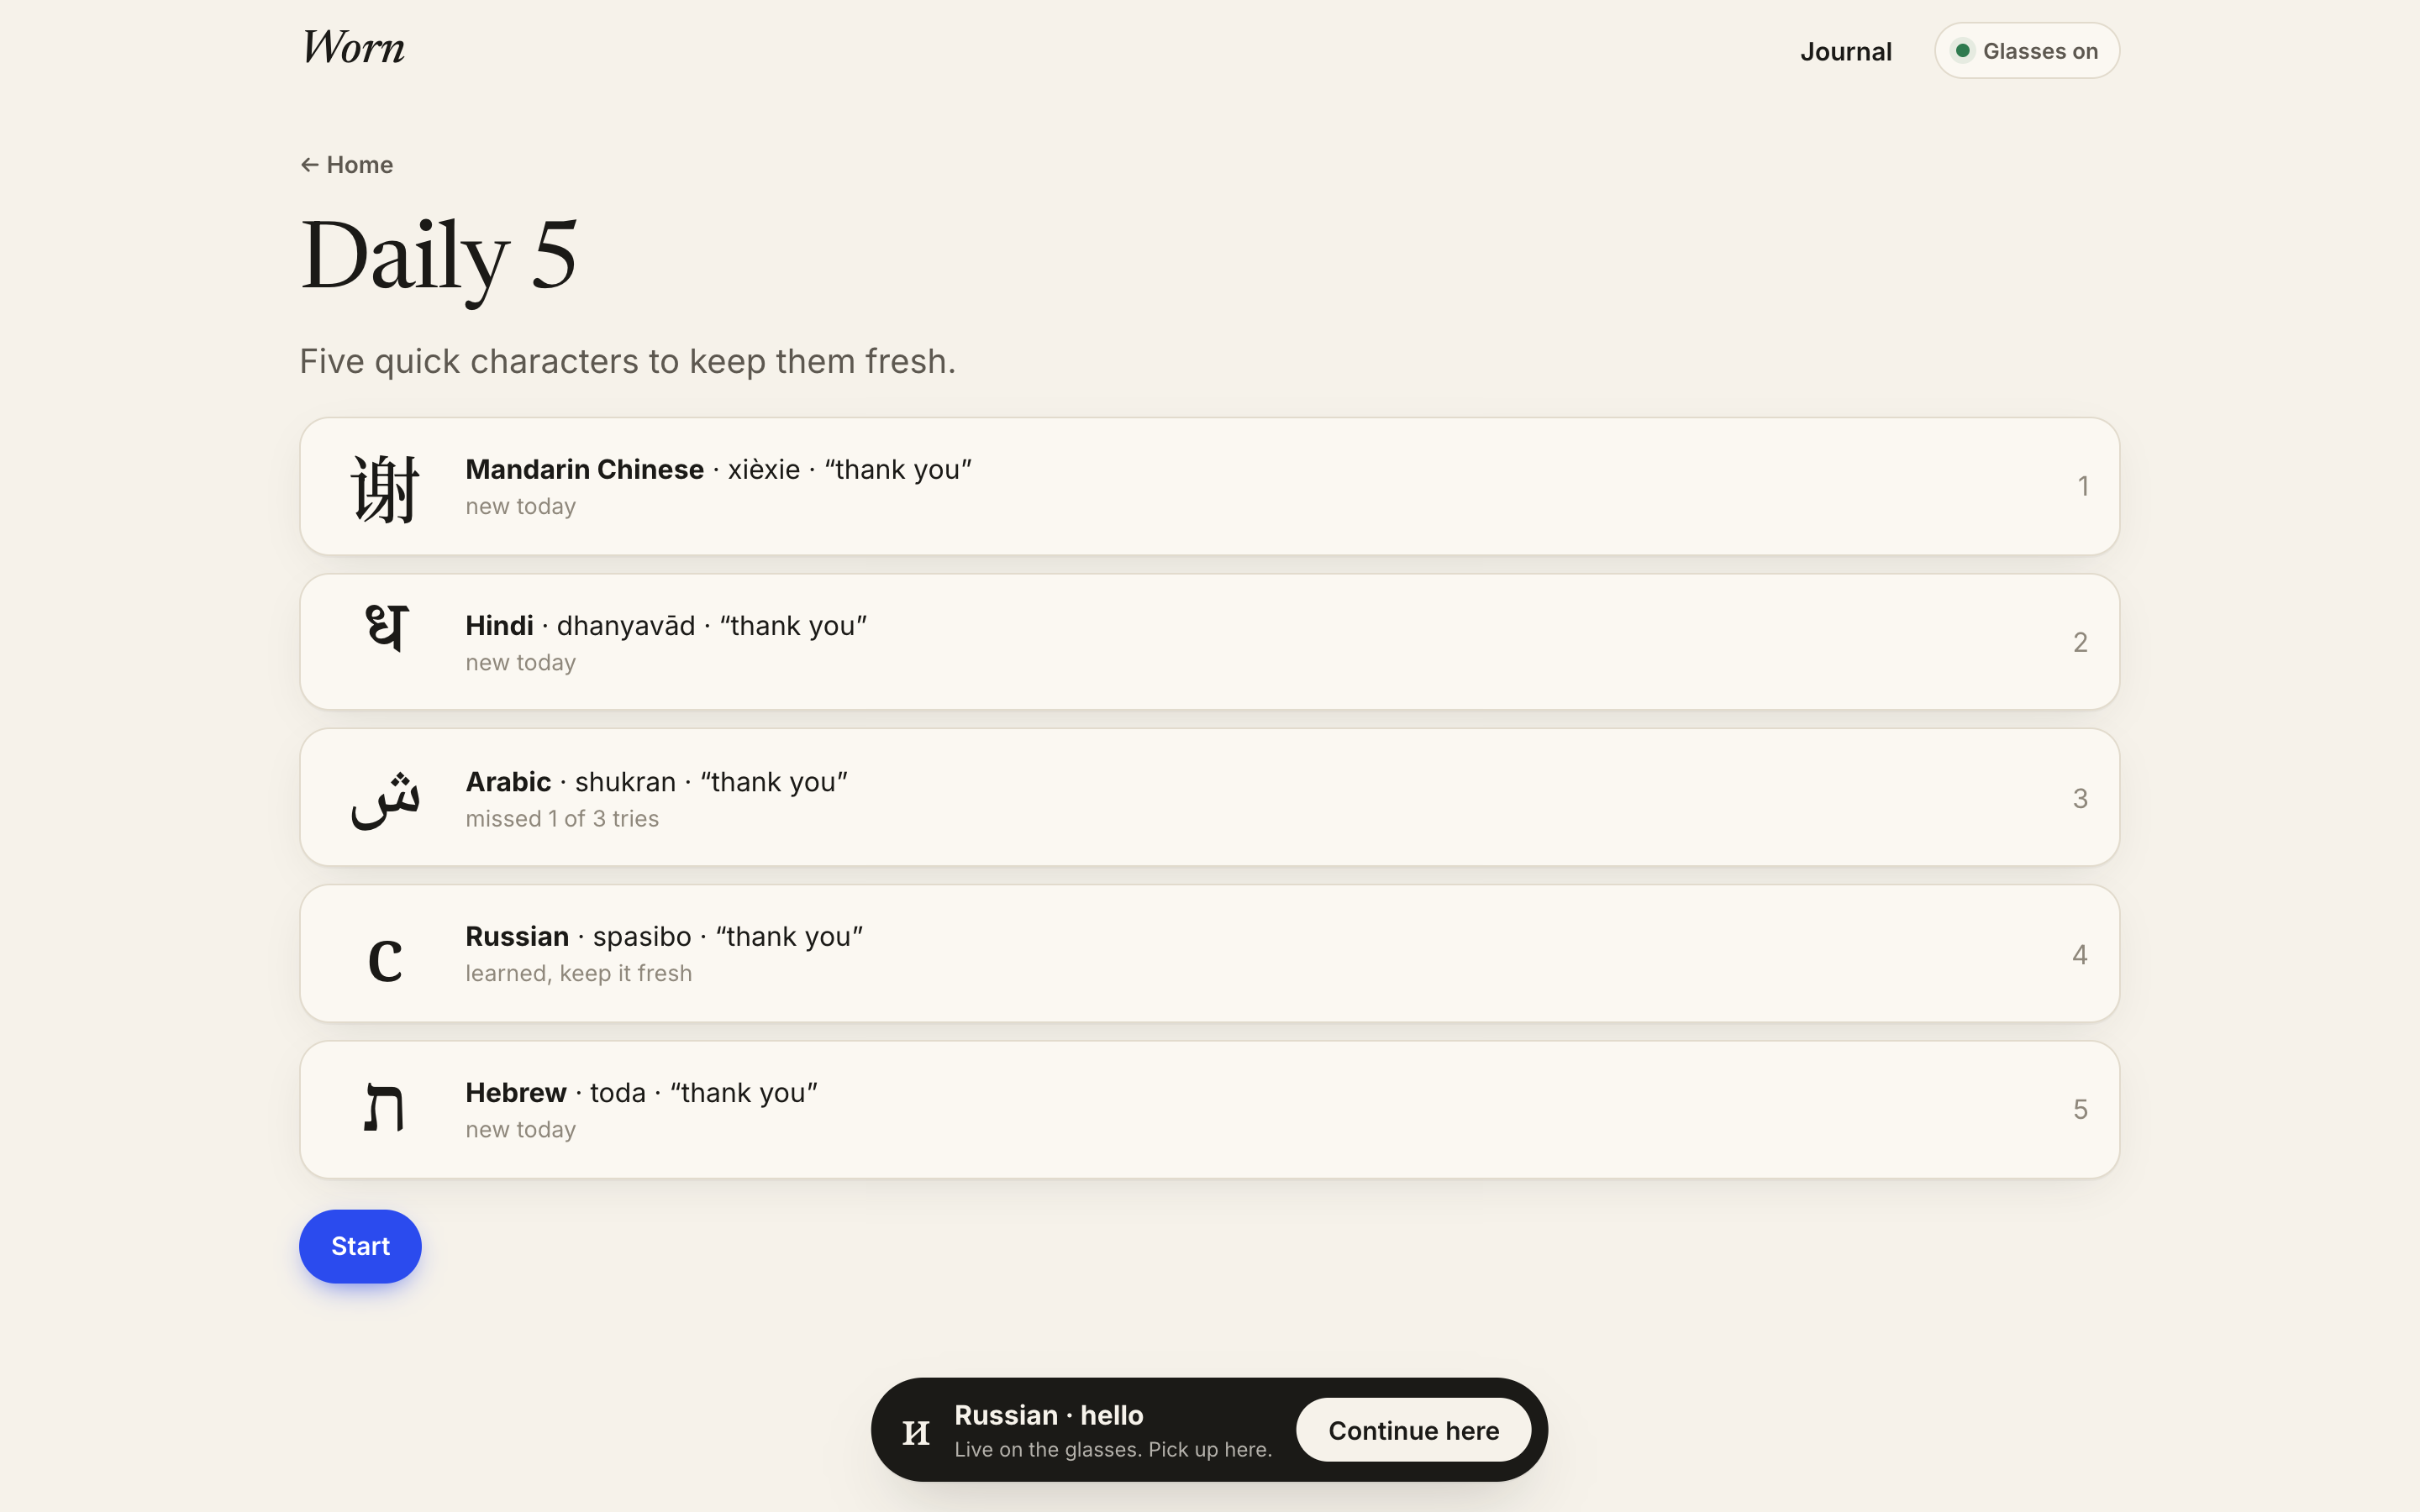 Worn
Journal
Glasses on
← Home
Daily 5
Five quick characters to keep them fresh.
谢
Mandarin Chinese · xièxie · “thank you”
new today
1
ध
Hindi · dhanyavād · “thank you”
new today
2
ش
Arabic · shukran · “thank you”
missed 1 of 3 tries
3
с
Russian · spasibo · “thank you”
learned, keep it fresh
4
ת
Hebrew · toda · “thank you”
new today
5
Start
и
Russian · hello
Live on the glasses. Pick up here.
Continue here